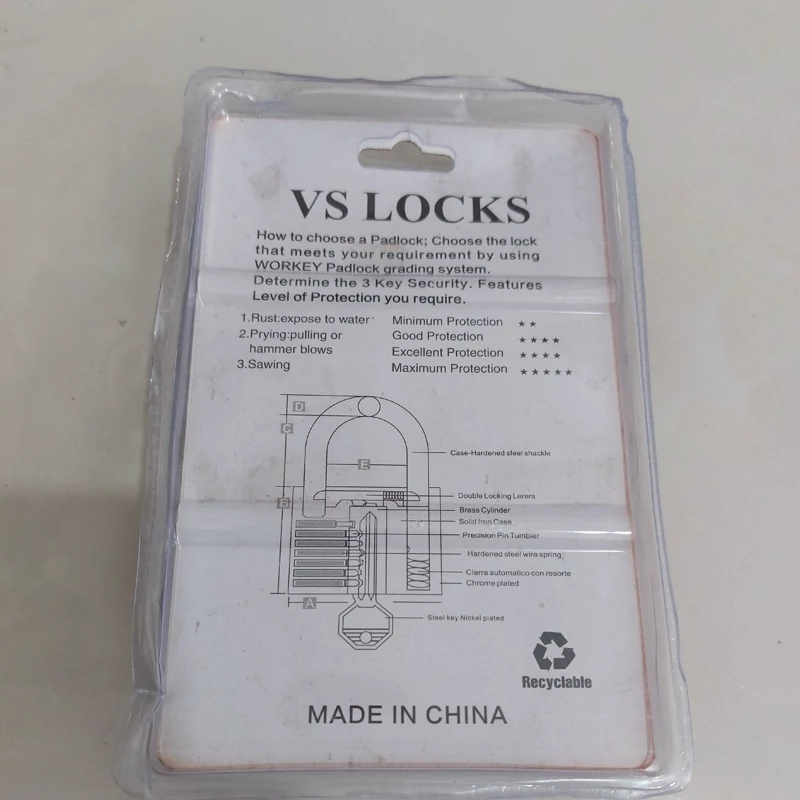 VS LOCKS
How to choose a Padlock; Choose the lock
that meets your requirement by using
WORKEY Padlock grading system.
Determine the 3 Key Security. Features
Level of Protection you require.
1.Rust:expose to water
2.Prying:pulling or
hammer blows
3.Sawing
Minimum Protection ★★
Good Protection ★★★★
Excellent Protection ★★★★
Maximum Protection ★★★★★
D
C
E
B
A
Case-Hardened steel shackle
Double Locking Lerers
Brass Cylinder
Solid Iron Case
Precision Pin Tumbler
Hardened steel wire spring
Cierre automatico con resorte
Chrome plated
Steel key Nickel plated
Recyclable
MADE IN CHINA